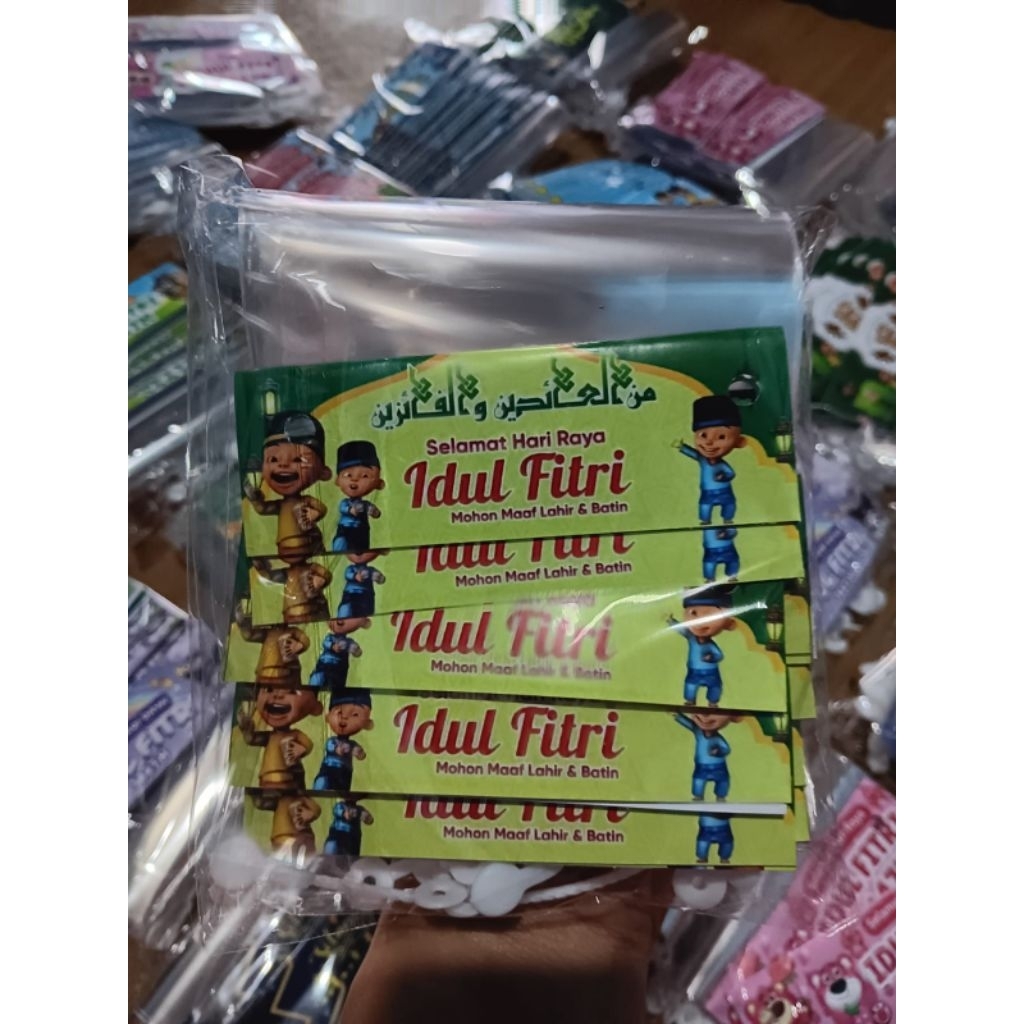 من العائدين والفائزين
Selamat Hari Raya
Idul Fitri
Mohon Maaf Lahir & Batin
Idul Fitri
Mohon Maaf Lahir & Batin
Idul Fitri
Mohon Maaf Lahir & Batin
Idul Fitri
Mohon Maaf Lahir & Batin
Idul Fitri
Mohon Maaf Lahir & Batin